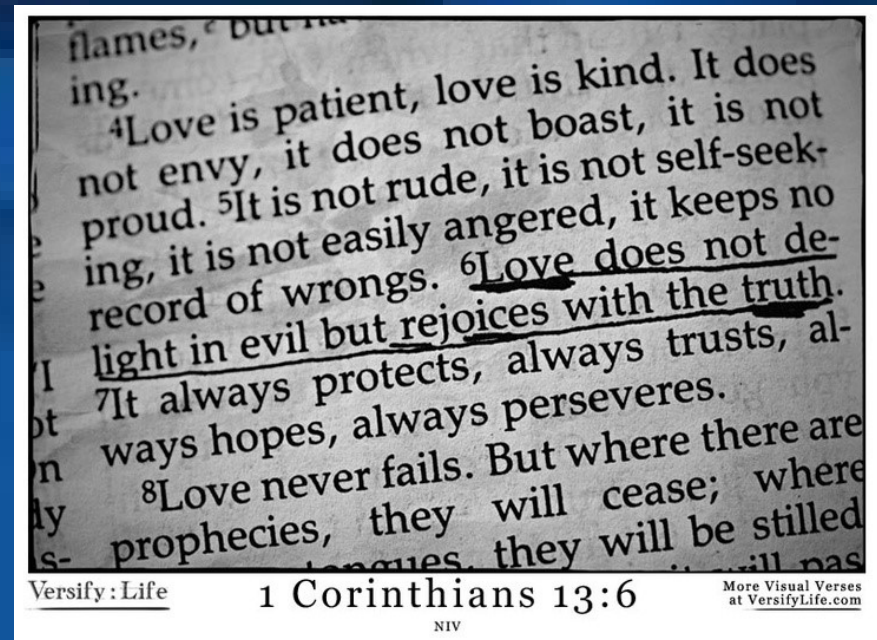 flames, but
ing.
4Love is patient, love is kind. It does
not envy, it does not boast, it is not
proud. 5It is not rude, it is not self-seek-
ing, it is not easily angered, it keeps no
record of wrongs. 6Love does not de-
light in evil but rejoices with the truth.
7It always protects, always trusts, al-
ways hopes, always perseveres.
8Love never fails. But where there are
prophecies, they will cease; where
they will be stilled
Versify : Life
1 Corinthians 13:6
NIV
More Visual Verses
at VersifyLife.com